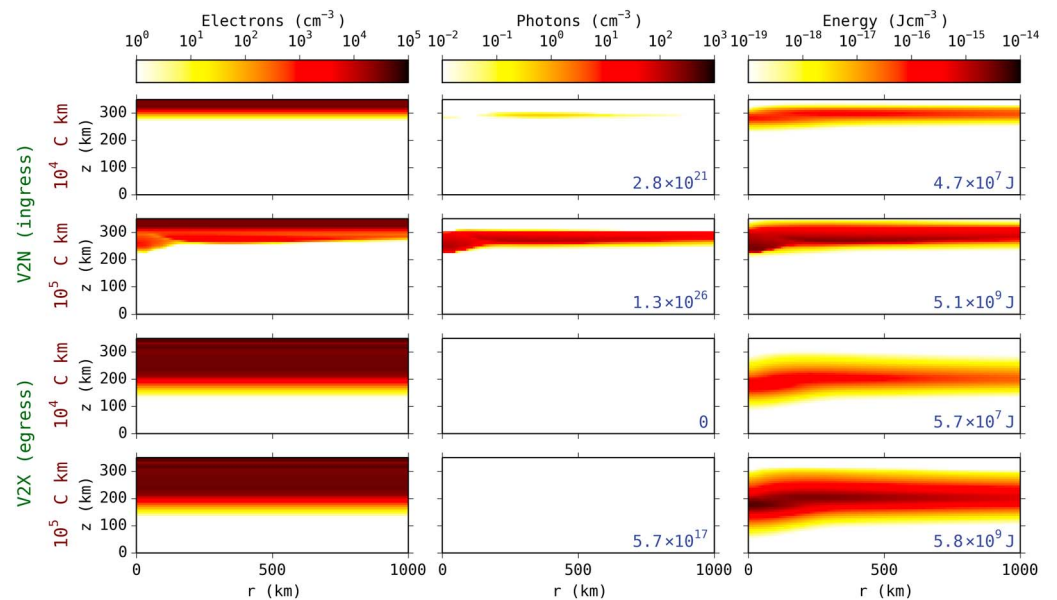 Electrons (cm⁻³) Photons (cm⁻³) Energy (Jcm⁻³)
10⁰ 10¹ 10² 10³ 10⁴ 10⁵ 10⁻² 10⁻¹ 10⁰ 10¹ 10² 10³ 10⁻¹⁹ 10⁻¹⁸ 10⁻¹⁷ 10⁻¹⁶ 10⁻¹⁵ 10⁻¹⁴
V2N (ingress)
10⁴ C km
z (km)
300
200
100
0
2.8×10²¹
4.7×10⁷ J
10⁵ C km
z (km)
300
200
100
0
1.3×10²⁶
5.1×10⁹ J
V2X (egress)
10⁴ C km
z (km)
300
200
100
0
0
5.7×10⁷ J
10⁵ C km
z (km)
300
200
100
0
5.7×10¹⁷
5.8×10⁹ J
0 500 1000 0 500 1000 0 500 1000
r (km) r (km) r (km)